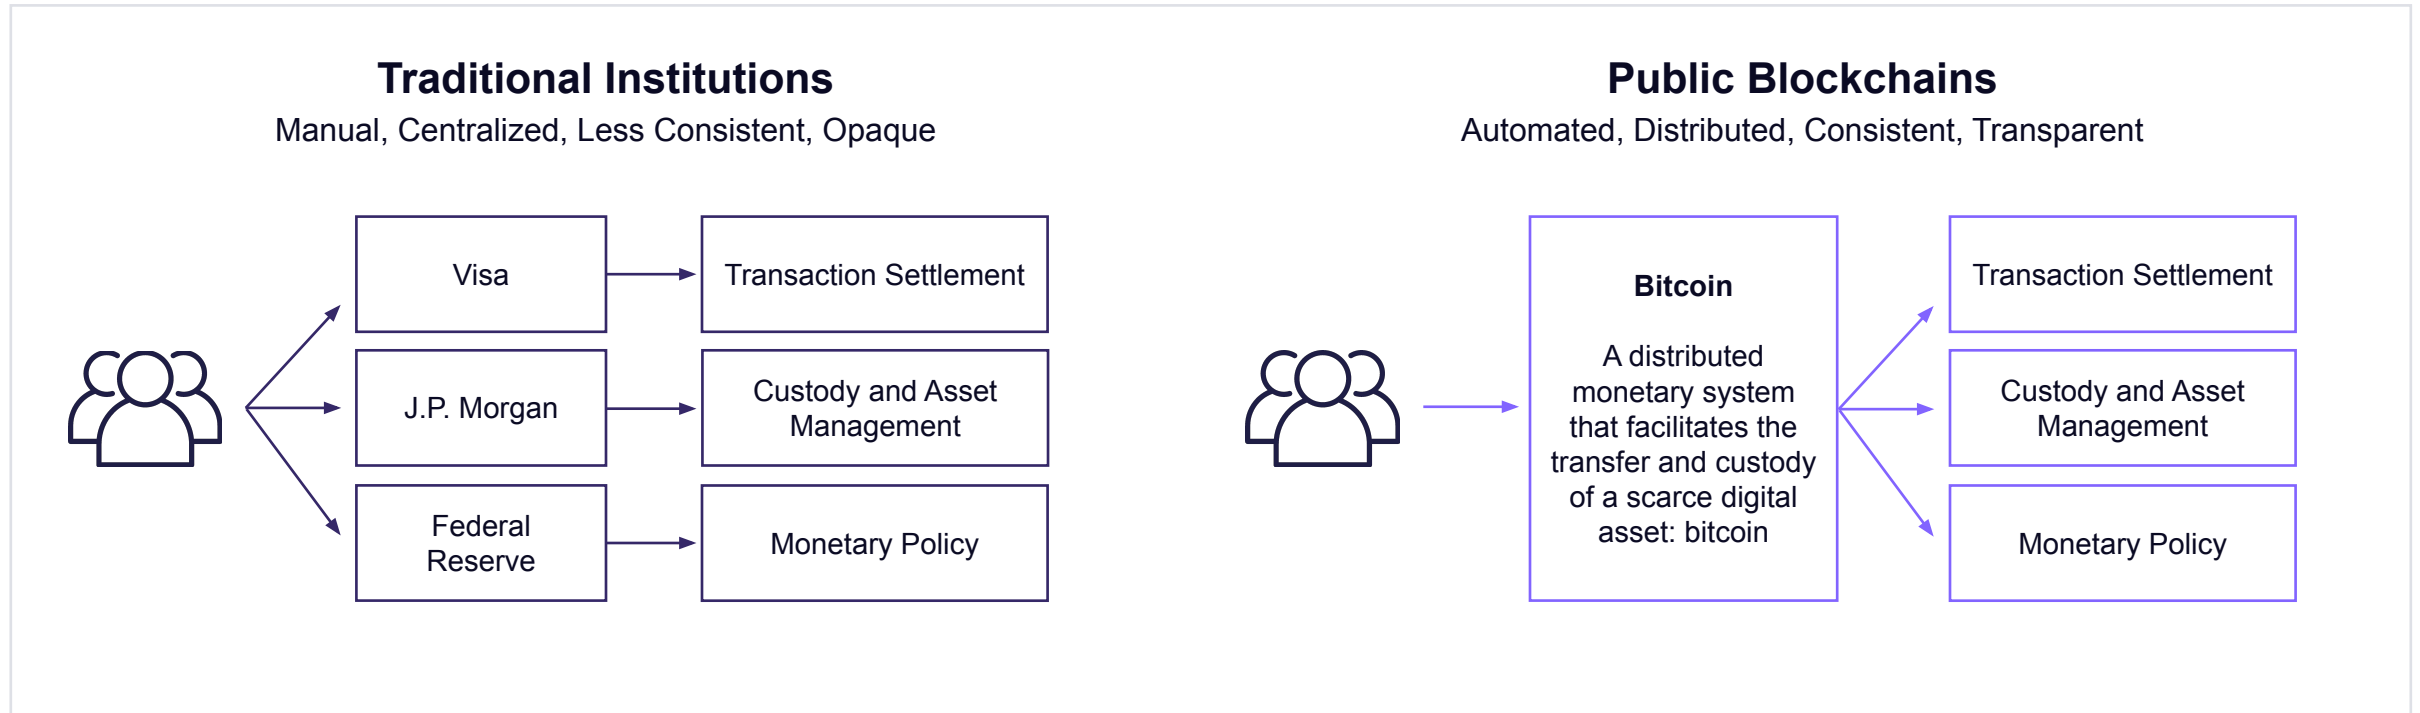 Traditional Institutions
Manual, Centralized, Less Consistent, Opaque
Visa
Transaction Settlement
J.P. Morgan
Custody and Asset
Management
Federal
Reserve
Monetary Policy
Public Blockchains
Automated, Distributed, Consistent, Transparent
Bitcoin
A distributed
monetary system
that facilitates the
transfer and custody
of a scarce digital
asset: bitcoin
Transaction Settlement
Custody and Asset
Management
Monetary Policy